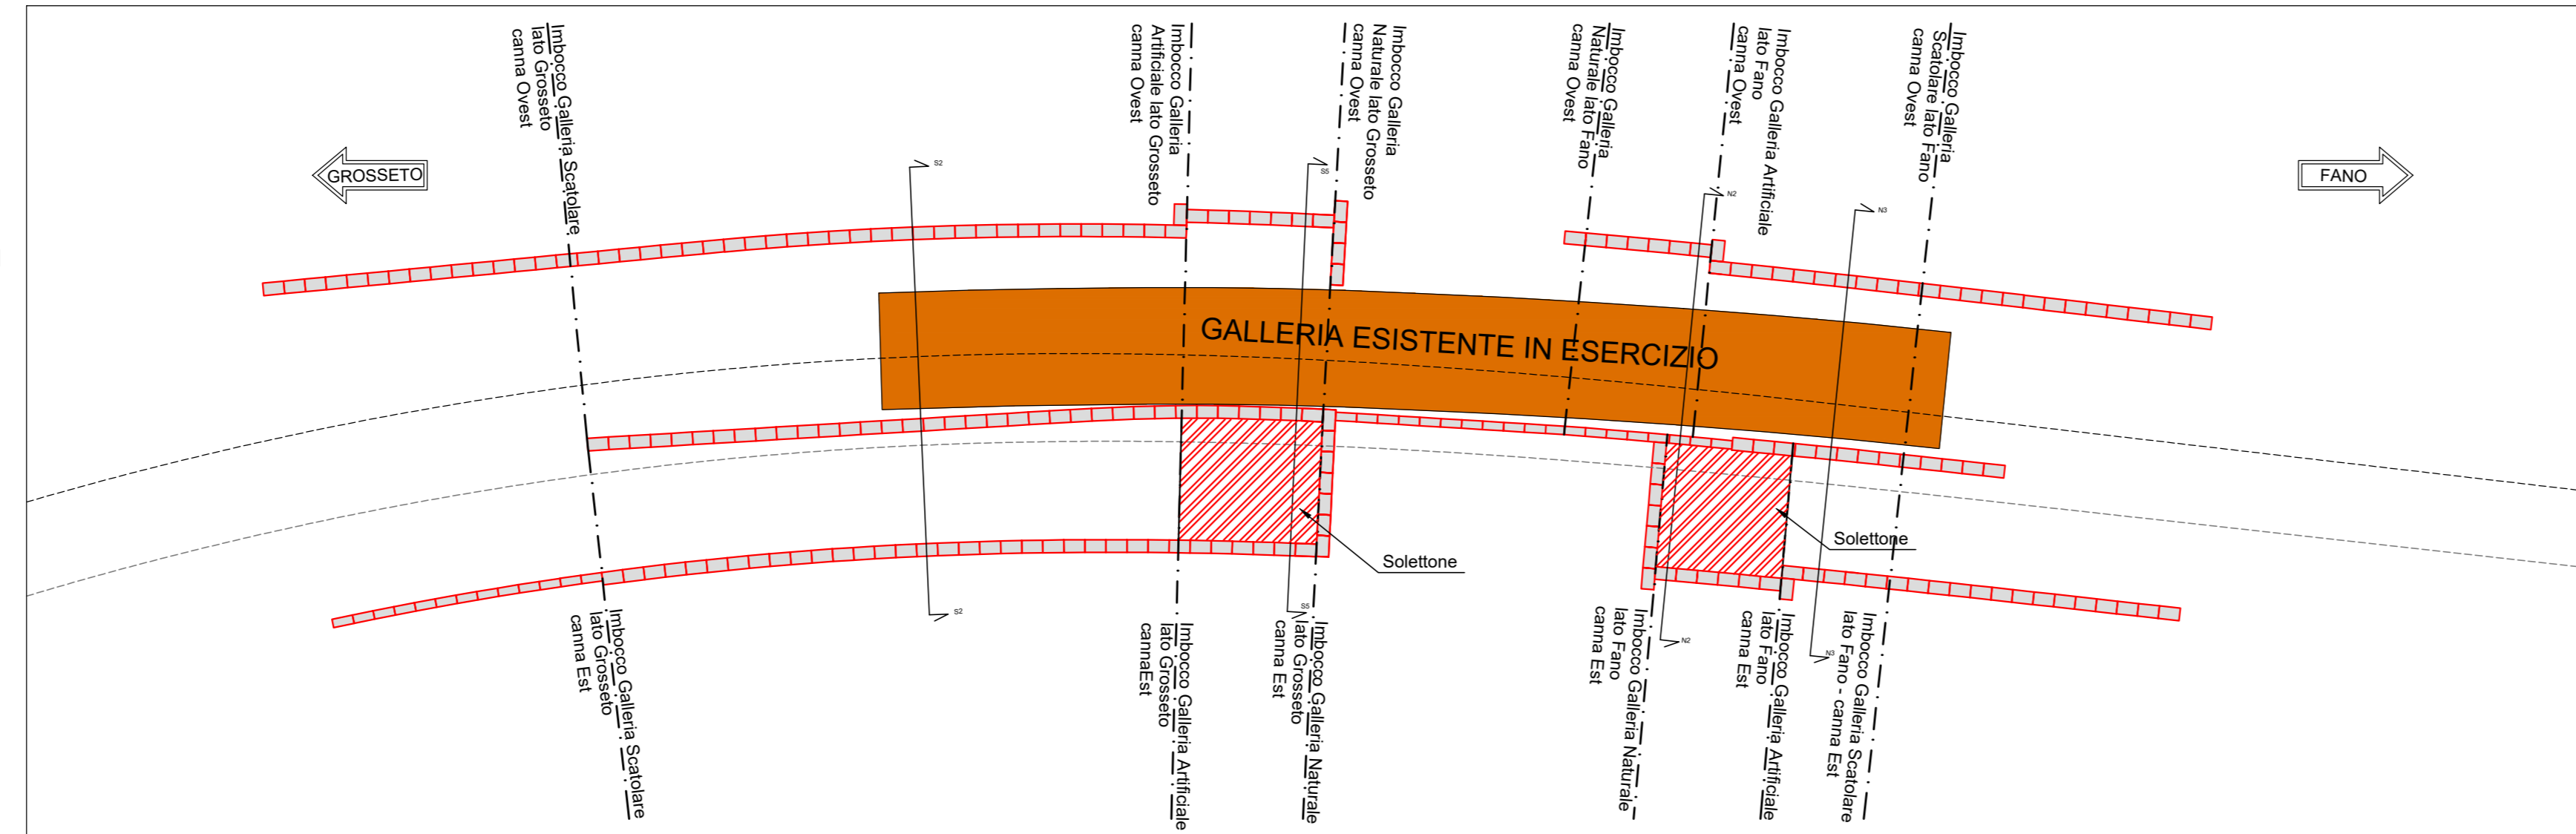 Imbocco Galleria Scatolare
lato Grosseto
canna Ovest
Imbocco Galleria
Artificiale lato Grosseto
canna Ovest
Imbocco Galleria
Naturale lato Grosseto
canna Ovest
Imbocco Galleria
Naturale lato Fano
canna Ovest
Imbocco Galleria Artificiale
lato Fano
canna Ovest
Imbocco Galleria
Scatolare lato Fano
canna Ovest
GROSSETO
FANO
S2
S5
N2
N3
GALLERIA ESISTENTE IN ESERCIZIO
Solettone
Solettone
S2
S5
N2
N3
Imbocco Galleria Scatolare
lato Grosseto
canna Est
Imbocco Galleria Artificiale
lato Grosseto
cannaEst
Imbocco Galleria Naturale
lato Grosseto
canna Est
Imbocco Galleria Naturale
lato Fano
canna Est
Imbocco Galleria Artificiale
lato Fano
canna Est
Imbocco Galleria Scatolare
lato Fano - canna Est